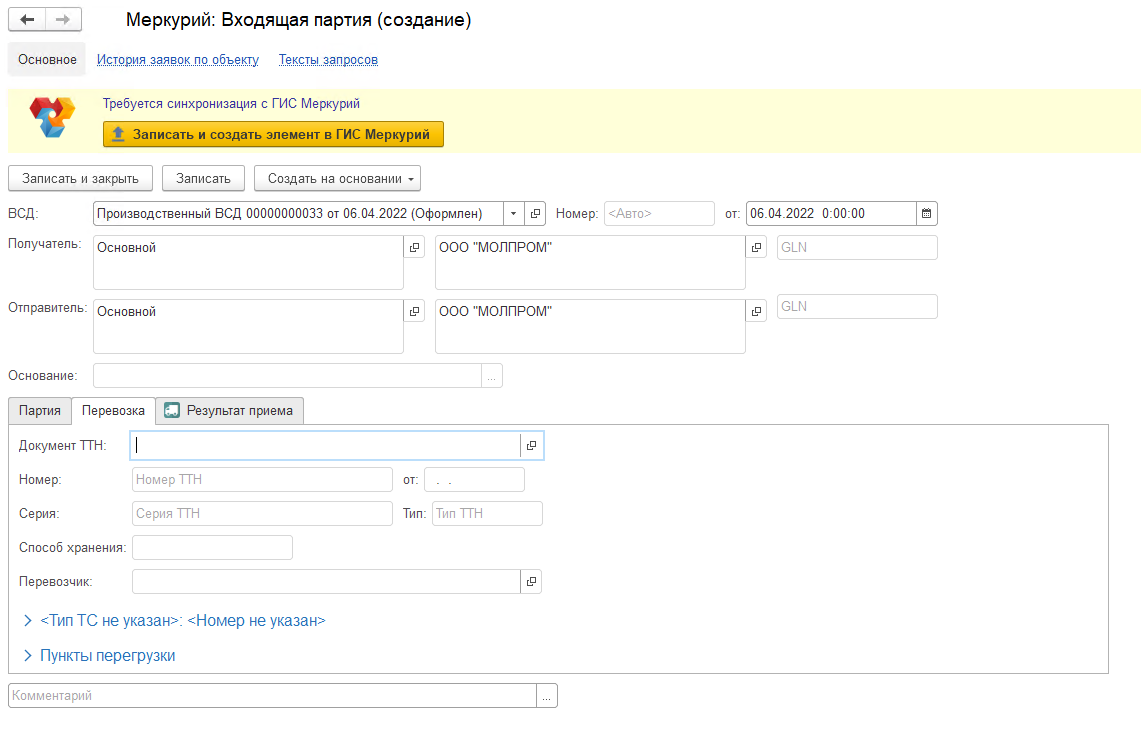 Меркурий: Входящая партия (создание)
Основное История заявок по объекту Тексты запросов
Требуется синхронизация с ГИС Меркурий
Записать и создать элемент в ГИС Меркурий
Записать и закрыть Записать Создать на основании
ВСД: Производственный ВСД 00000000033 от 06.04.2022 (Оформлен) Номер: <Авто> от: 06.04.2022 0:00:00
Получатель: Основной ООО "МОЛПРОМ" GLN
Отправитель: Основной ООО "МОЛПРОМ" GLN
Основание: ...
Партия Перевозка Результат приема
Документ ТТН:
Номер: Номер ТТН от: . .
Серия: Серия ТТН Тип: Тип ТТН
Способ хранения:
Перевозчик:
<Тип ТС не указан>: <Номер не указан>
Пункты перегрузки
Комментарий ...